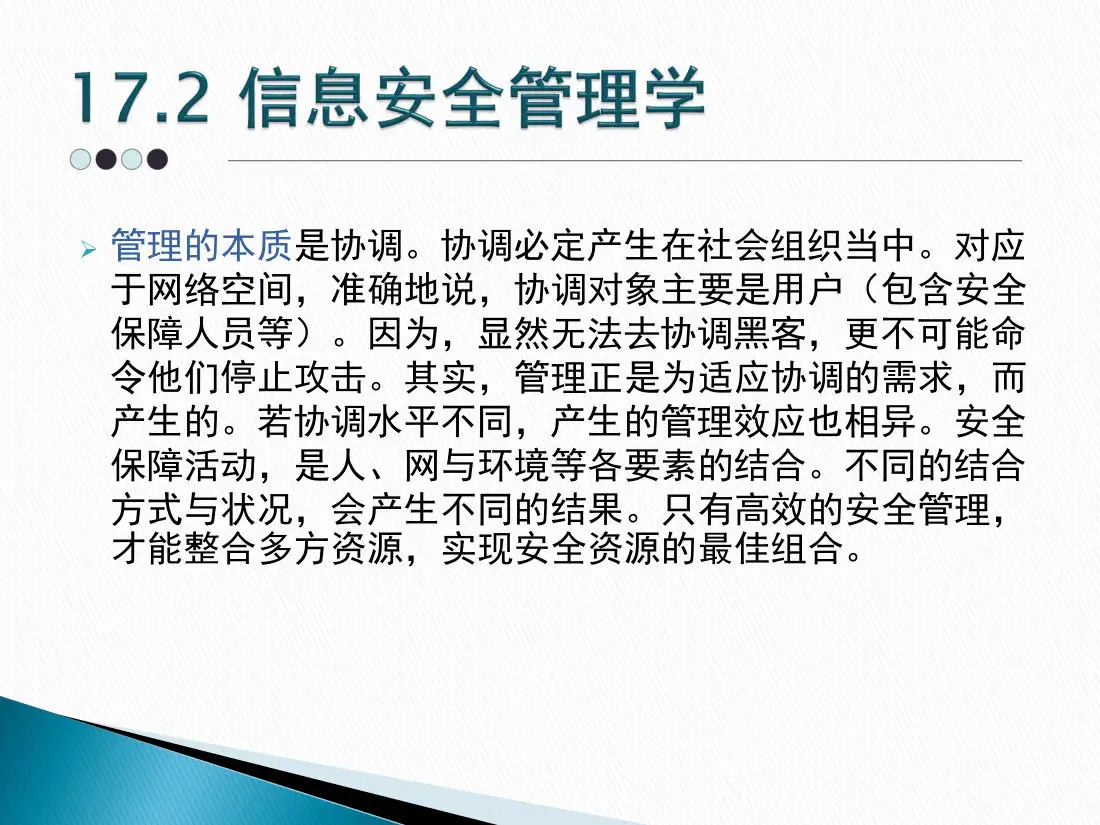 17.2 信息安全管理学
管理的本质是协调。协调必定产生在社会组织当中。对应
于网络空间，准确地说，协调对象主要是用户（包含安全
保障人员等）。因为，显然无法去协调黑客，更不可能命
令他们停止攻击。其实，管理正是为适应协调的需求，而
产生的。若协调水平不同，产生的管理效应也相异。安全
保障活动，是人、网与环境等各要素的结合。不同的结合
方式与状况，会产生不同的结果。只有高效的安全管理，
才能整合多方资源，实现安全资源的最佳组合。